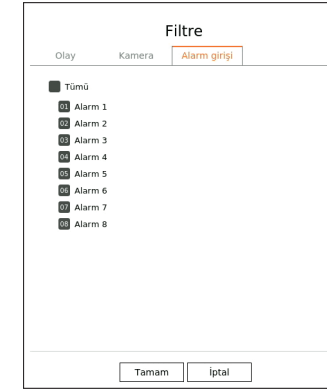 Filtre
Olay Kamera Alarm girişi
Tümü
01 Alarm 1
02 Alarm 2
03 Alarm 3
04 Alarm 4
05 Alarm 5
06 Alarm 6
07 Alarm 7
08 Alarm 8
Tamam İptal